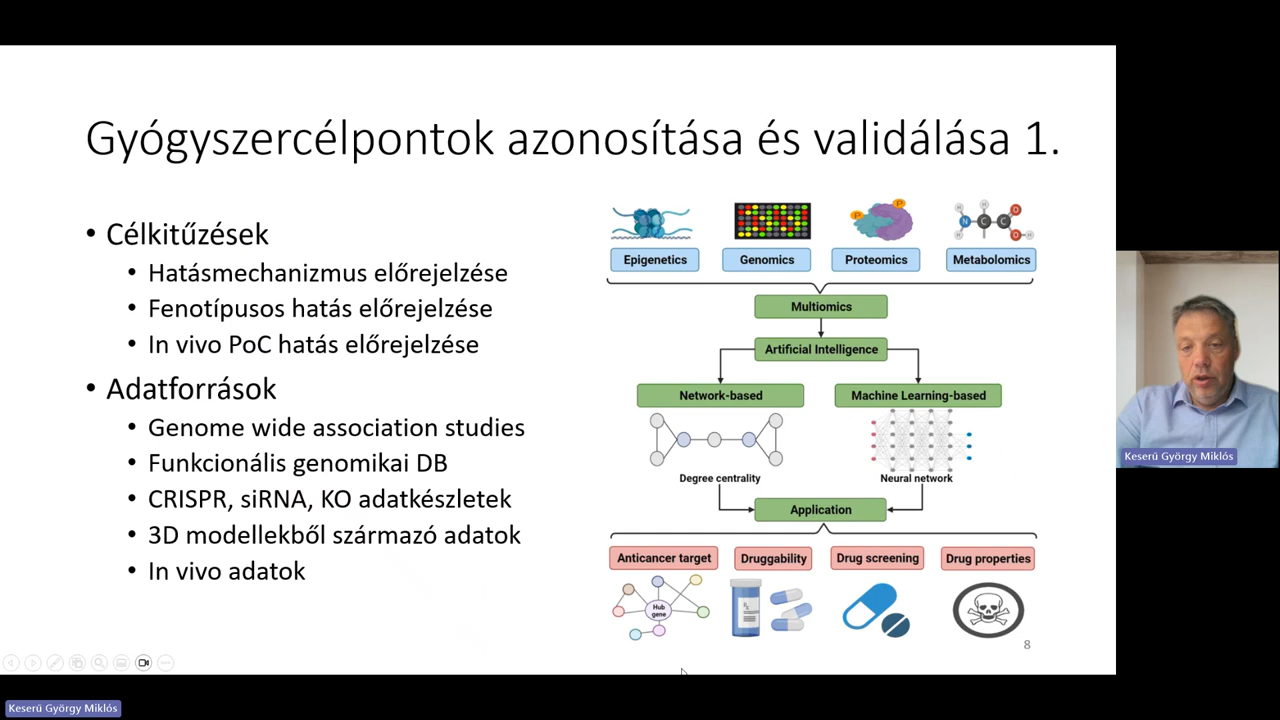 Gyógyszercélpontok azonosítása és validálása 1.
• Célkitűzések
• Hatásmechanizmus előrejelzése
• Fenotípusos hatás előrejelzése
• In vivo PoC hatás előrejelzése
• Adatforrások
• Genome wide association studies
• Funkcionális genomikai DB
• CRISPR, siRNA, KO adatkészletek
• 3D modellekből származó adatok
• In vivo adatok
P
P
H
H
H
H
N
C
C
O
O
H
Epigenetics
Genomics
Proteomics
Metabolomics
Multiomics
Artificial Intelligence
Network-based
Machine Learning-based
Degree centrality
Neural network
Application
Anticancer target
Druggability
Drug screening
Drug properties
Hub
gene
8
Keserű György Miklós
Keserű György Miklós